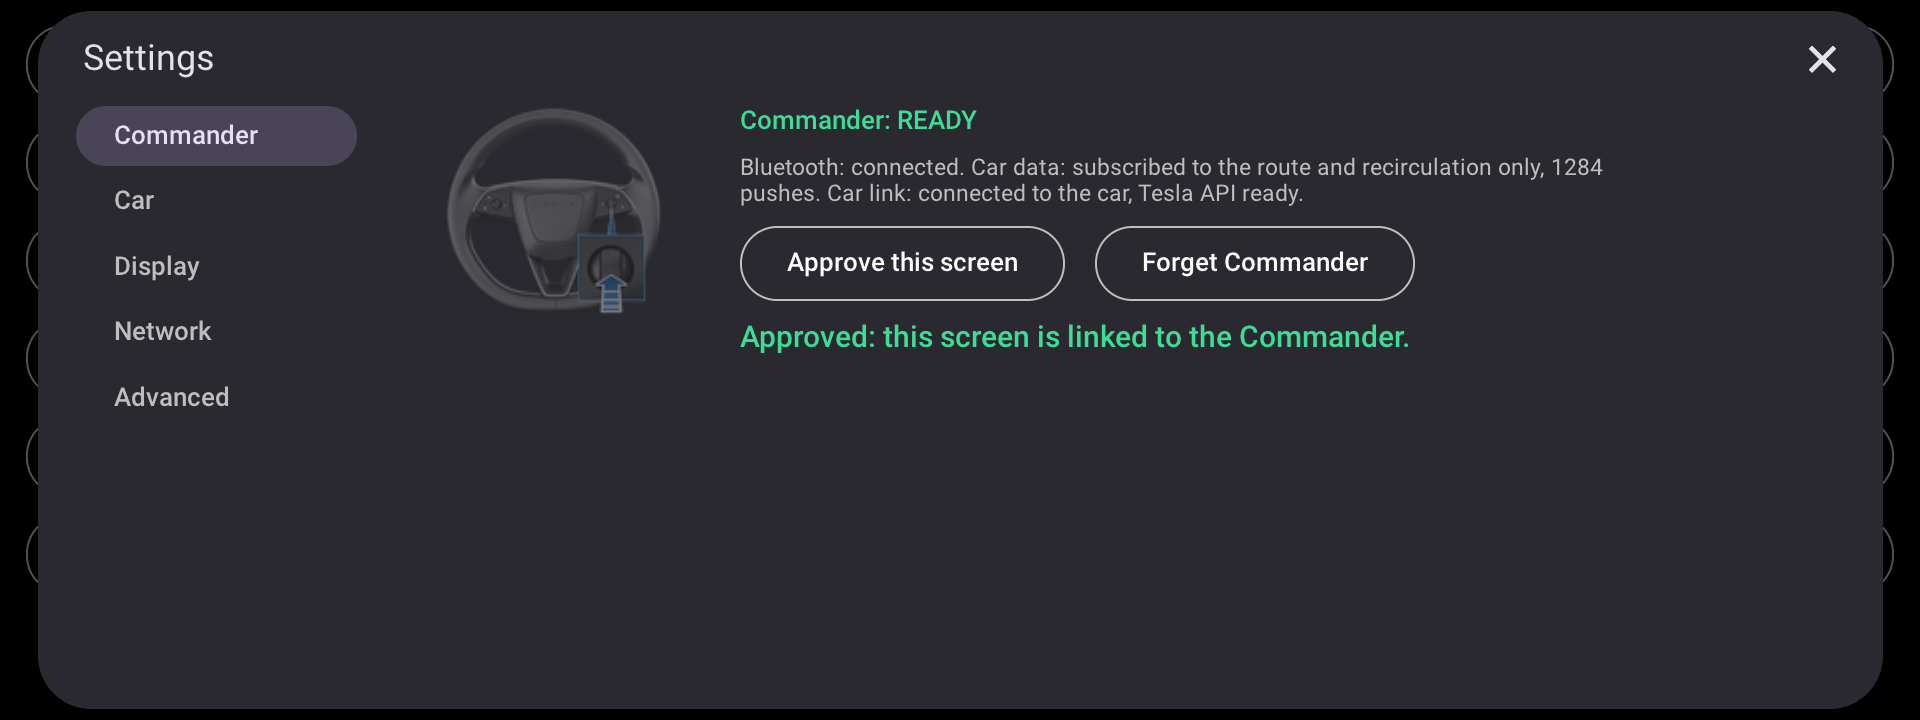 Settings
Commander
Car
Display
Network
Advanced
Commander: READY
Bluetooth: connected. Car data: subscribed to the route and recirculation only, 1284
pushes. Car link: connected to the car, Tesla API ready.
Approve this screen
Forget Commander
Approved: this screen is linked to the Commander.